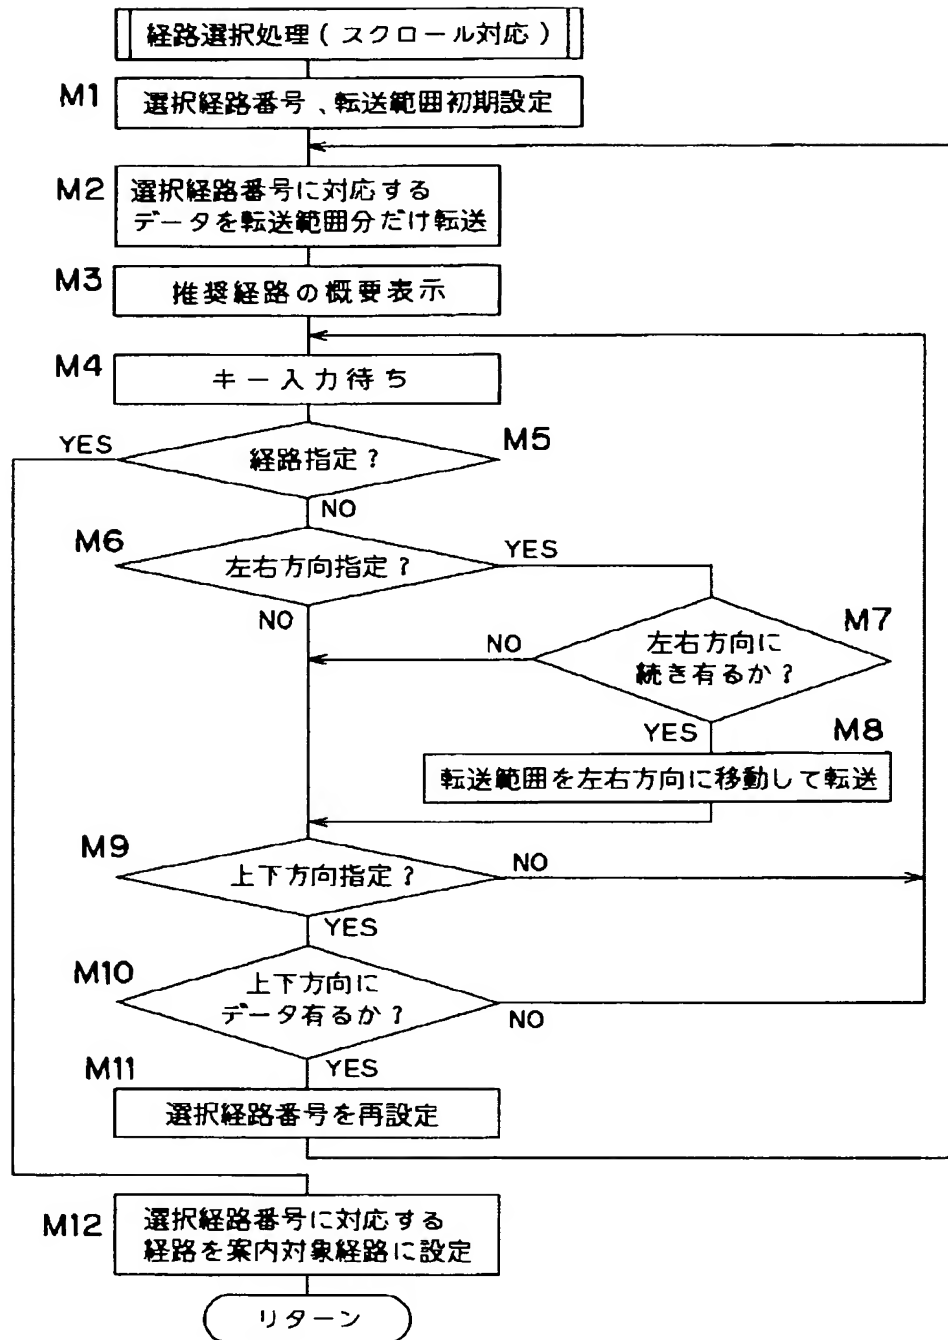 経路選択処理(スクロール対応)
M1
選択経路番号、転送範囲初期設定
M2
選択経路番号に対応する
データを転送範囲分だけ転送
M3
推奨経路の概要表示
M4
キー入力待ち
YES
経路指定?
M5
NO
M6
左右方向指定?
YES
NO
NO
左右方向に
続き有るか?
M7
YES
M8
転送範囲を左右方向に移動して転送
M9
上下方向指定?
NO
YES
M10
上下方向に
データ有るか?
NO
YES
M11
選択経路番号を再設定
M12
選択経路番号に対応する
経路を案内対象経路に設定
リターン